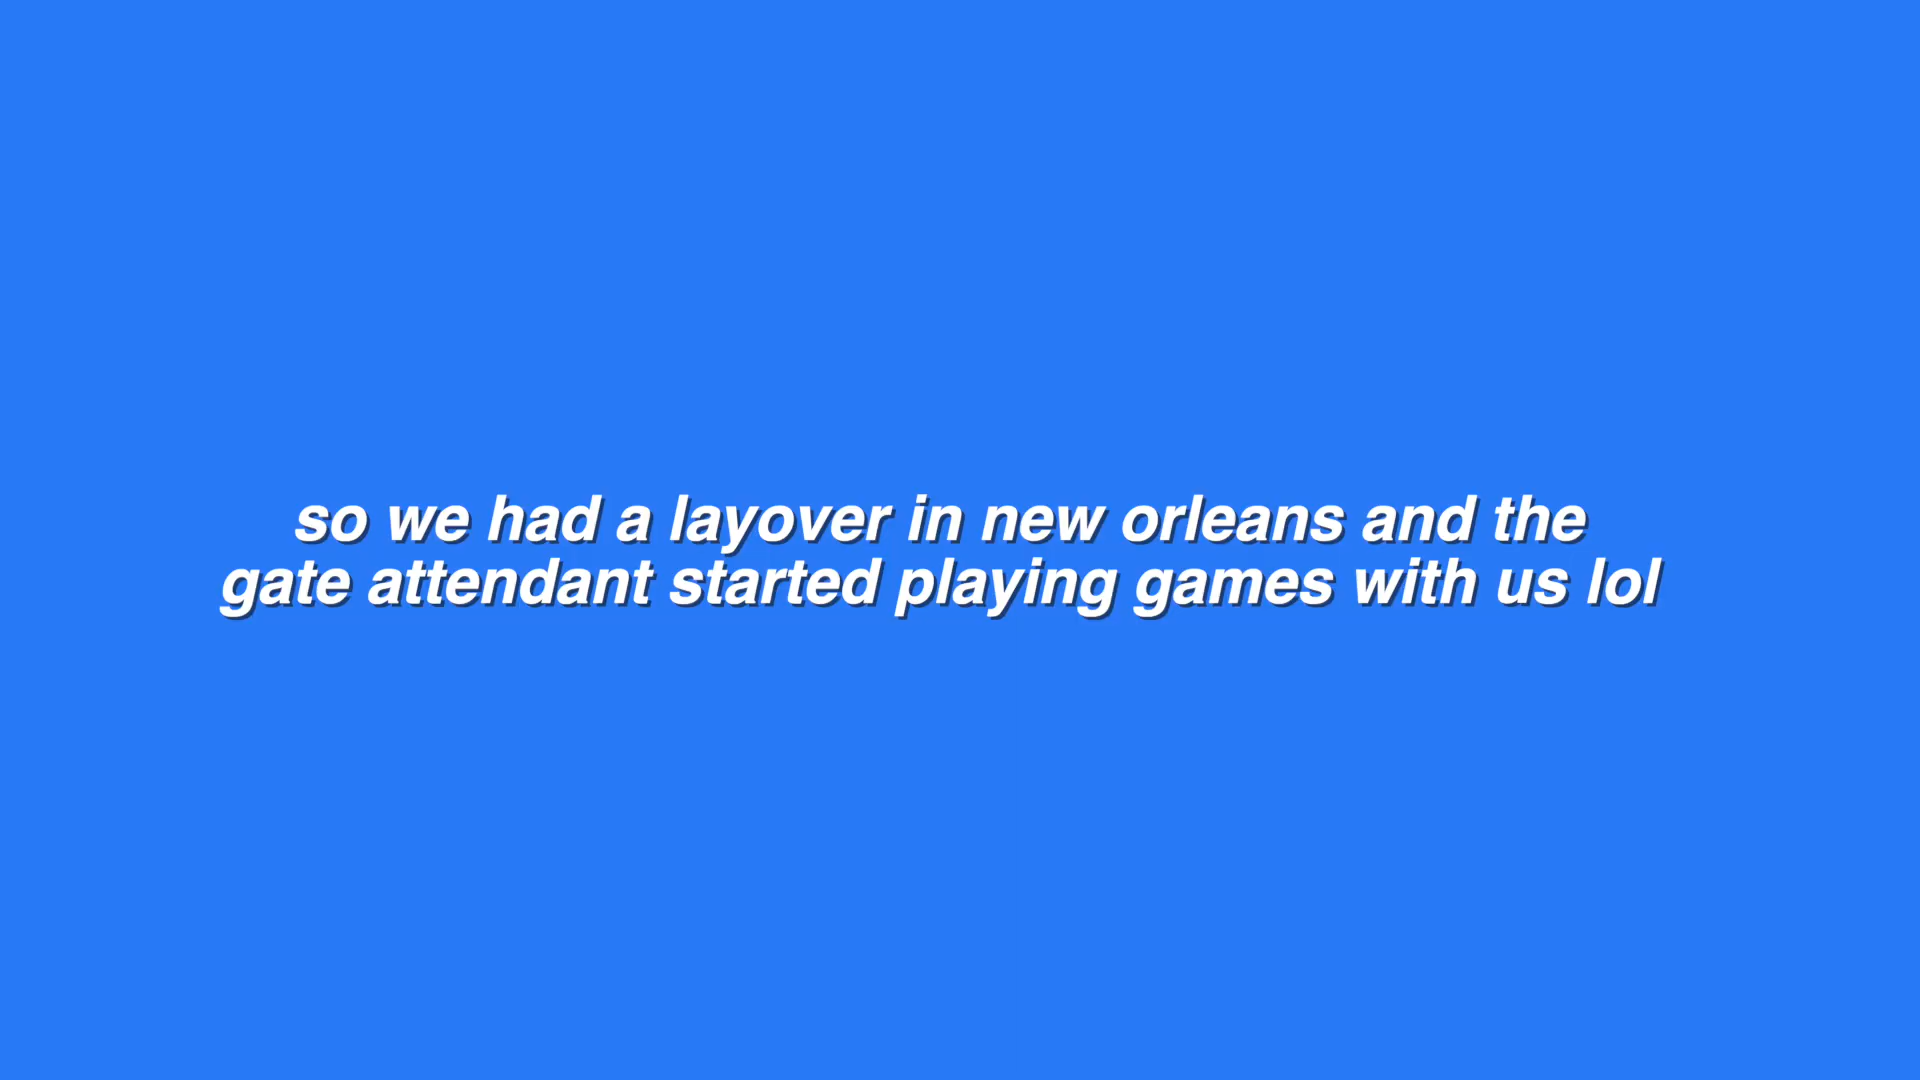 so we had a layover in new orleans and the
gate attendant started playing games with us lol